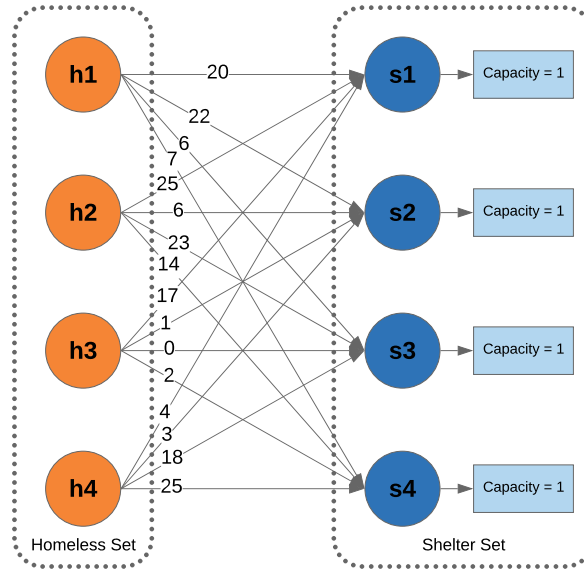 h1
20
s1
Capacity = 1
22
6
7
25
h2
6
s2
Capacity = 1
23
14
17
1
h3
0
s3
Capacity = 1
2
4
3
18
h4
25
s4
Capacity = 1
Homeless Set
Shelter Set